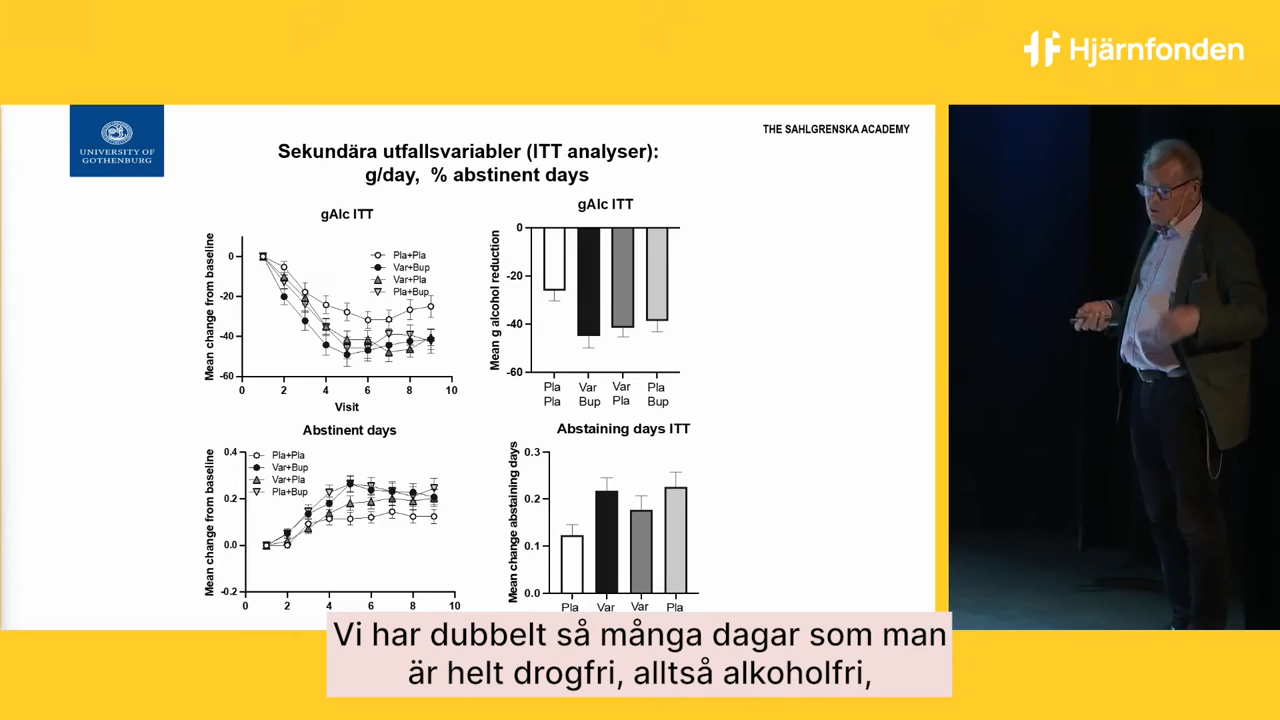 Hjärnfonden
UNIVERSITY OF
GOTHENBURG
THE SAHLGRENSKA ACADEMY
Sekundära utfallsvariabler (ITT analyser):
g/day, % abstinent days
gAlc ITT
Mean change from baseline
0
-20
-40
-60
Pla+Pla
Var+Bup
Var+Pla
Pla+Bup
0 2 4 6 8 10
Visit
gAlc ITT
Mean g alcohol reduction
0
-20
-40
-60
Pla Var Var Pla
Pla Bup Pla Bup
Abstinent days
Mean change from baseline
0.4
0.2
0.0
-0.2
Pla+Pla
Var+Bup
Var+Pla
Pla+Bup
0 2 4 6 8 10
Abstaining days ITT
Mean change abstaining days
0.3
0.2
0.1
0.0
Pla Var Var Pla
Vi har dubbelt så många dagar som man
är helt drogfri, alltså alkoholfri,